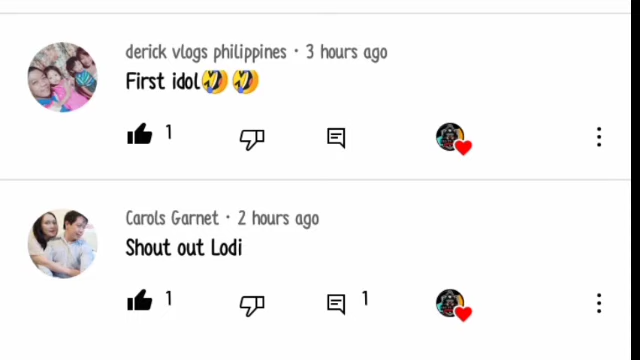 derick vlogs philippines · 3 hours ago
First idol🤣🤣
1
Carols Garnet · 2 hours ago
Shout out Lodi
1 1